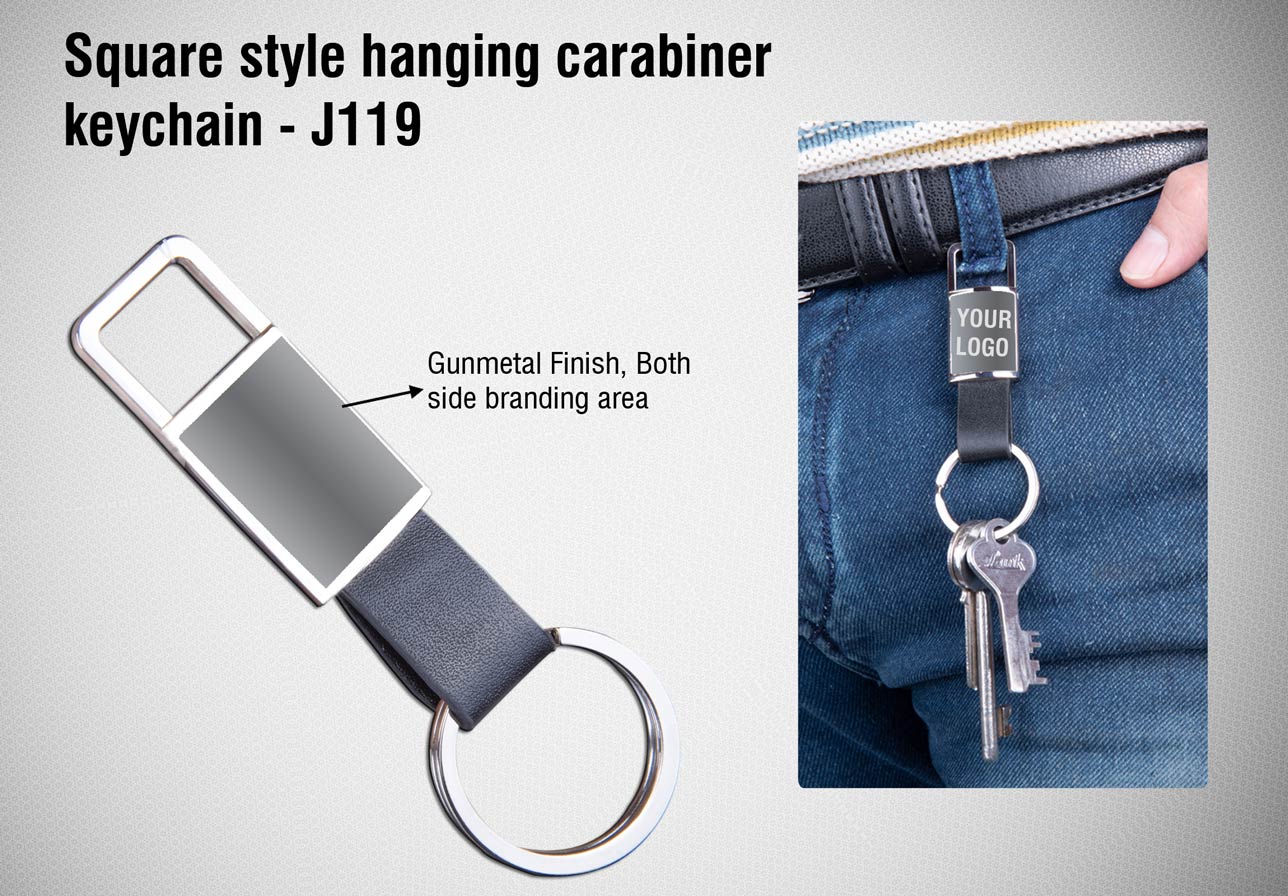 Square style hanging carabiner
keychain - J119
Gunmetal Finish, Both
side branding area
YOUR
LOGO